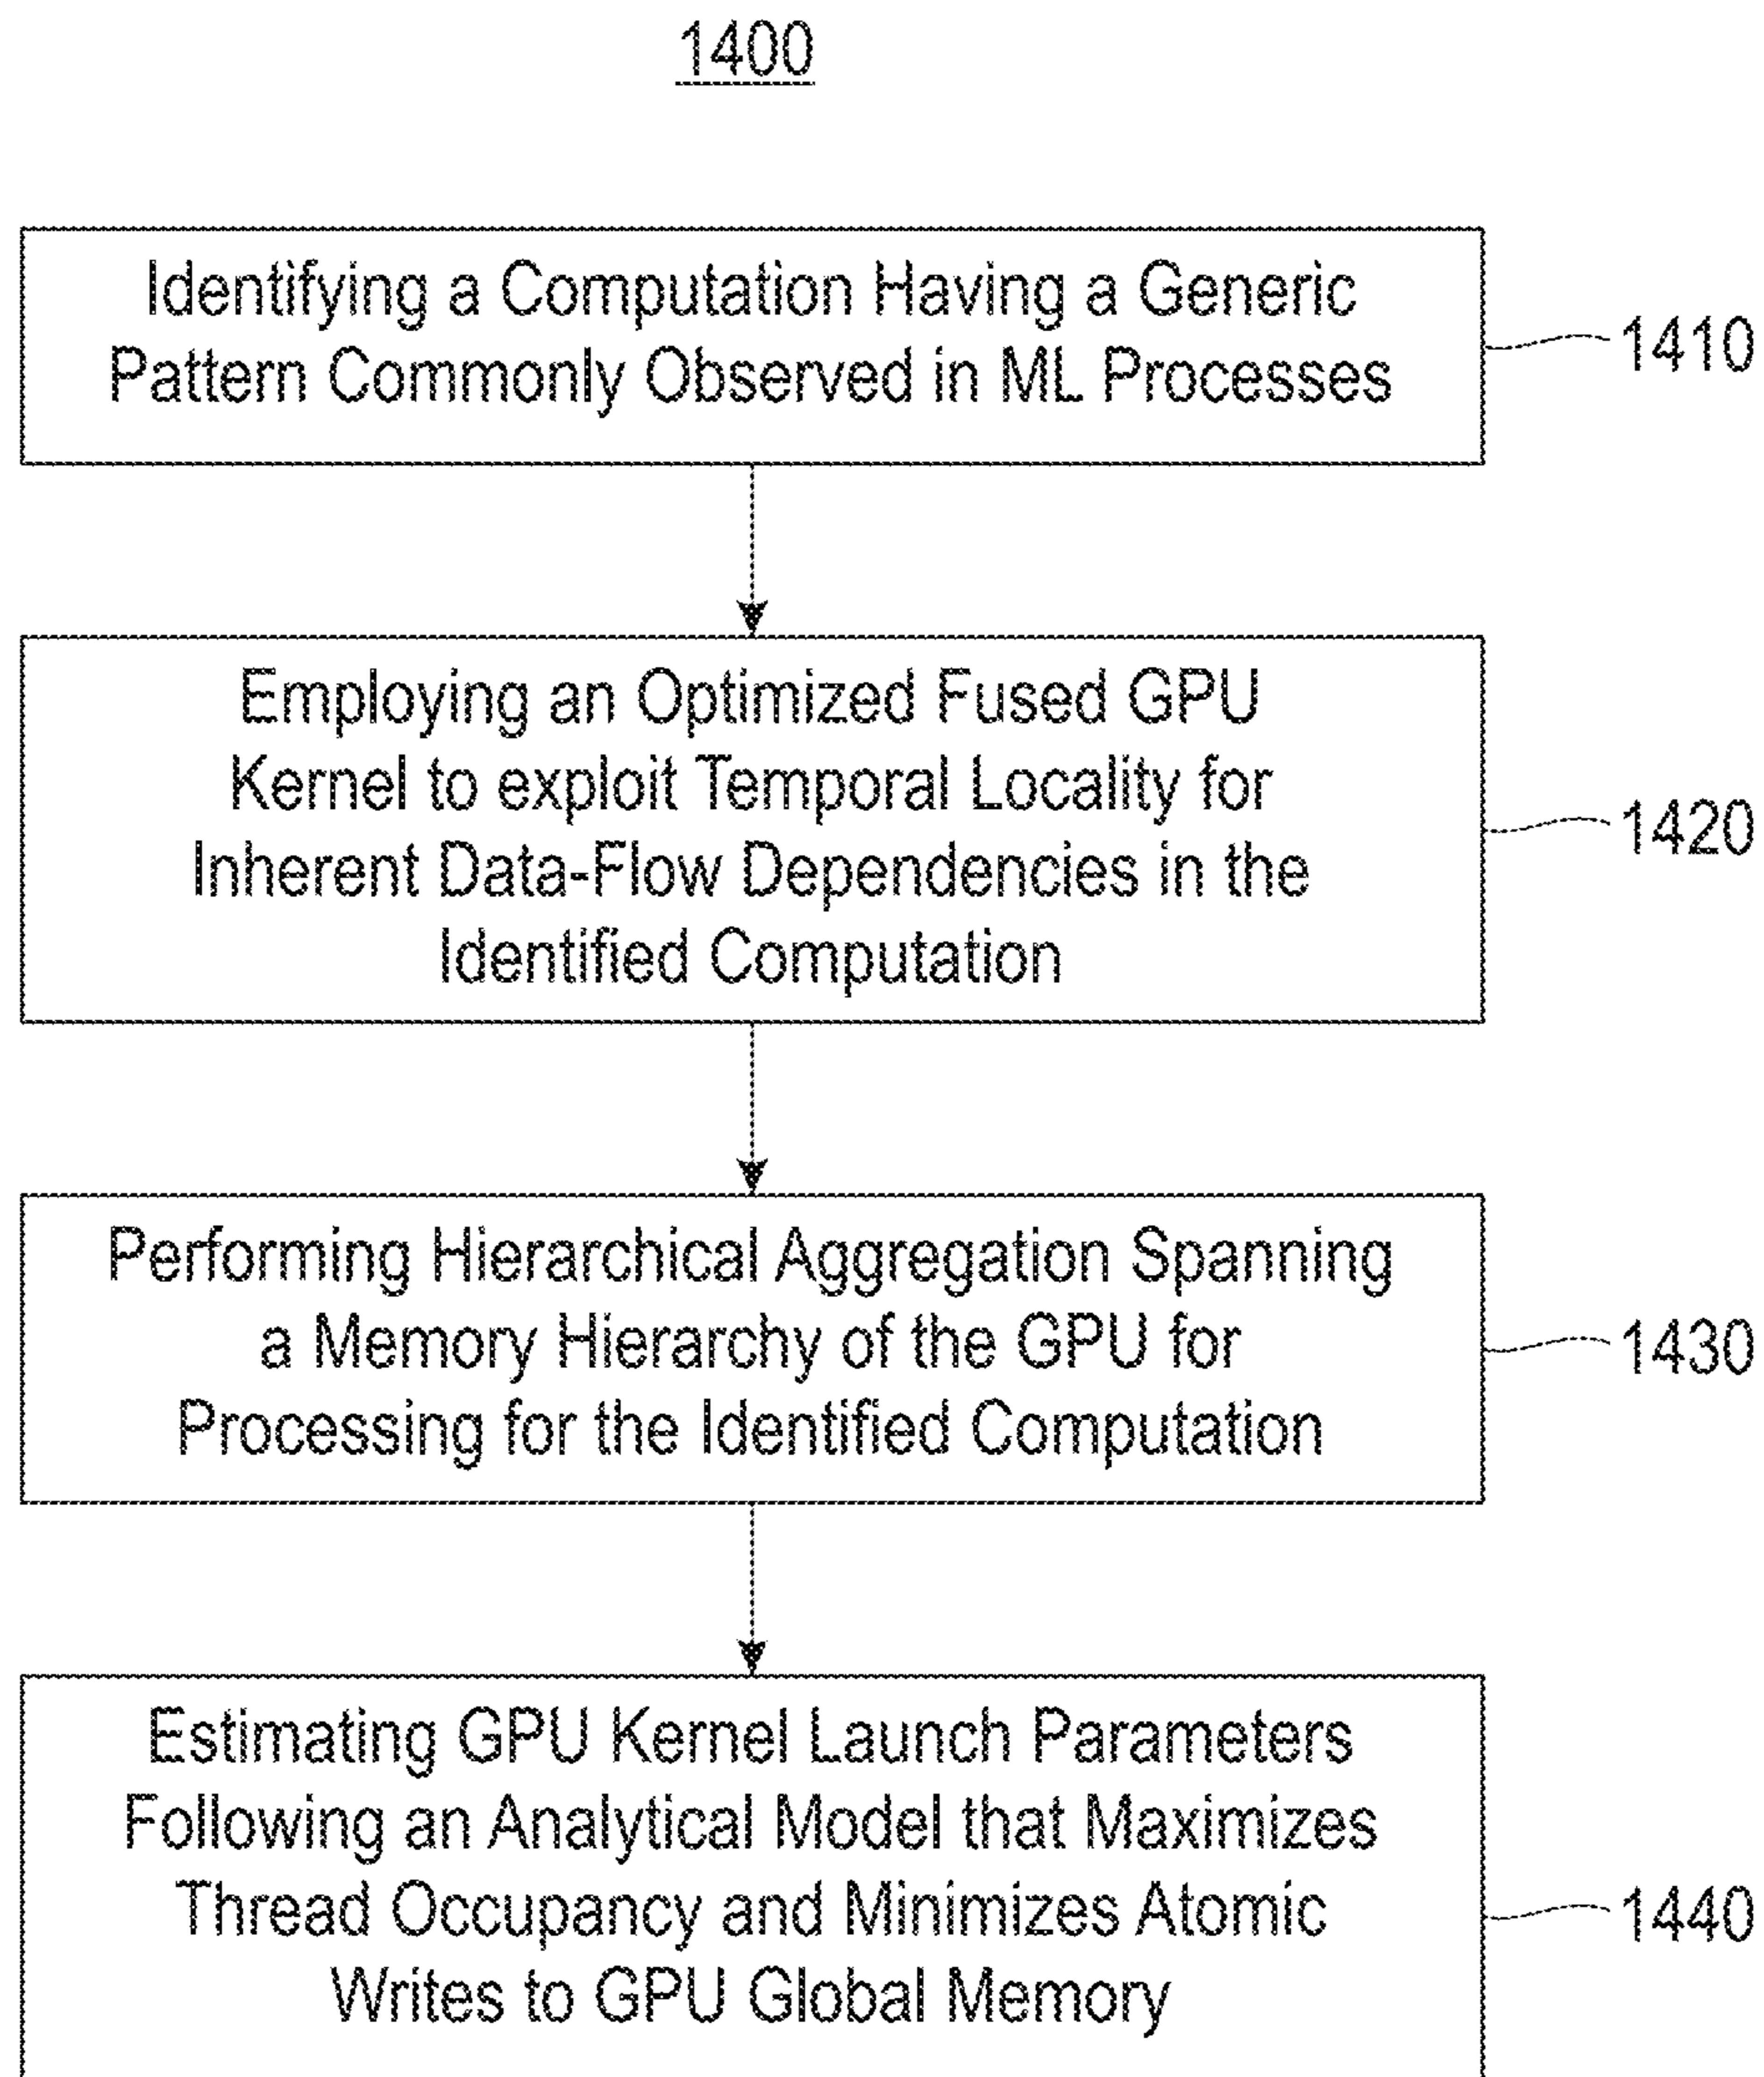 1400
Identifying a Computation Having a Generic
Pattern Commonly Observed in ML Processes
1410
Employing an Optimized Fused GPU
Kernel to exploit Temporal Locality for
Inherent Data-Flow Dependencies in the
Identified Computation
1420
Performing Hierarchical Aggregation Spanning
a Memory Hierarchy of the GPU for
Processing for the Identified Computation
1430
Estimating GPU Kernel Launch Parameters
Following an Analytical Model that Maximizes
Thread Occupancy and Minimizes Atomic
Writes to GPU Global Memory
1440